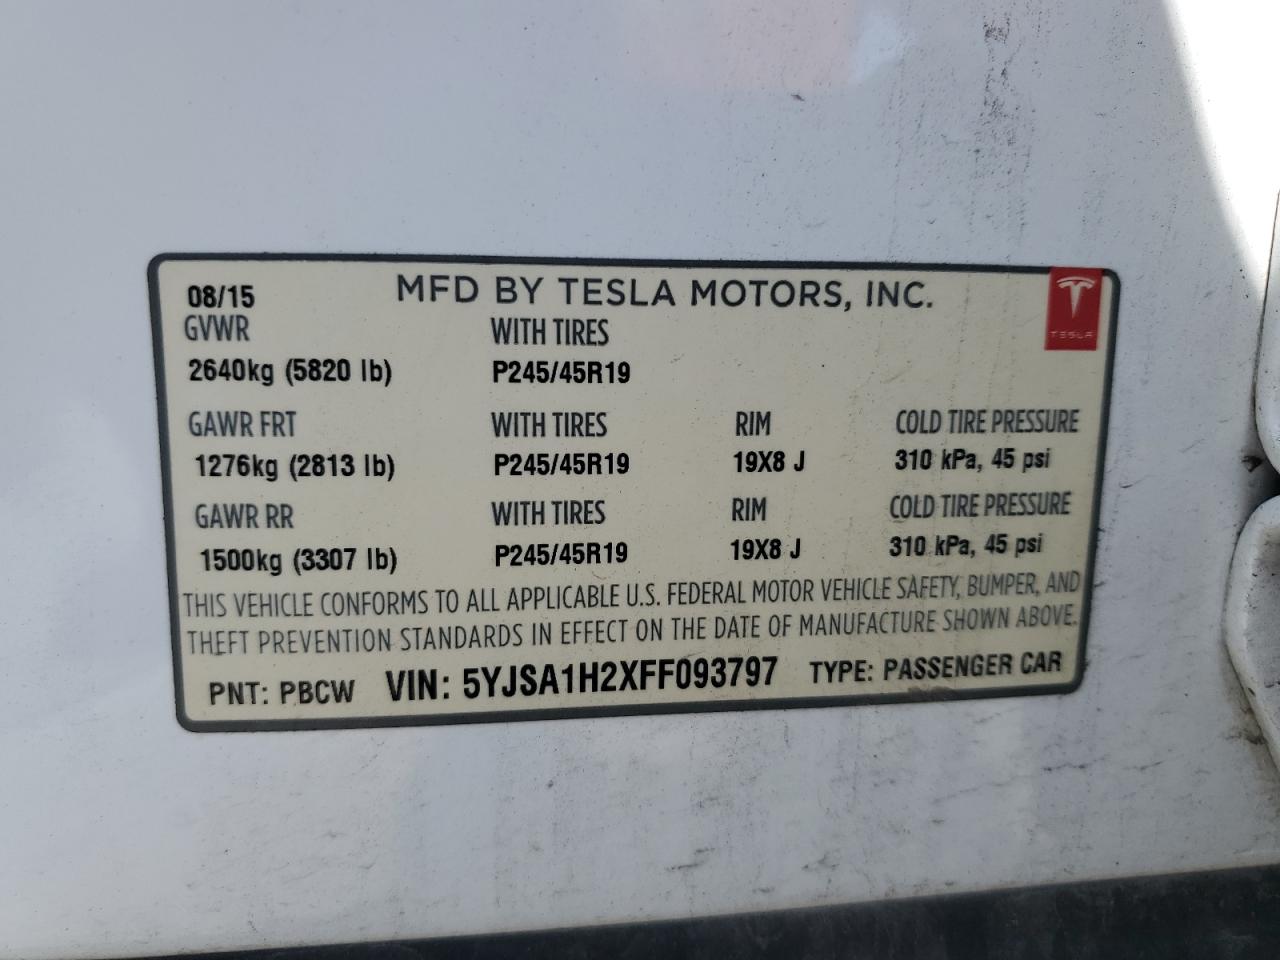 08/15 MFD BY TESLA MOTORS, INC.
TESLA
GVWR WITH TIRES
2640kg (5820 lb) P245/45R19
GAWR FRT WITH TIRES RIM COLD TIRE PRESSURE
1276kg (2813 lb) P245/45R19 19X8 J 310 kPa, 45 psi
GAWR RR WITH TIRES RIM COLD TIRE PRESSURE
1500kg (3307 lb) P245/45R19 19X8 J 310 kPa, 45 psi
THIS VEHICLE CONFORMS TO ALL APPLICABLE U.S. FEDERAL MOTOR VEHICLE SAFETY, BUMPER, AND
THEFT PREVENTION STANDARDS IN EFFECT ON THE DATE OF MANUFACTURE SHOWN ABOVE.
PNT: PBCW VIN: 5YJSA1H2XFF093797 TYPE: PASSENGER CAR